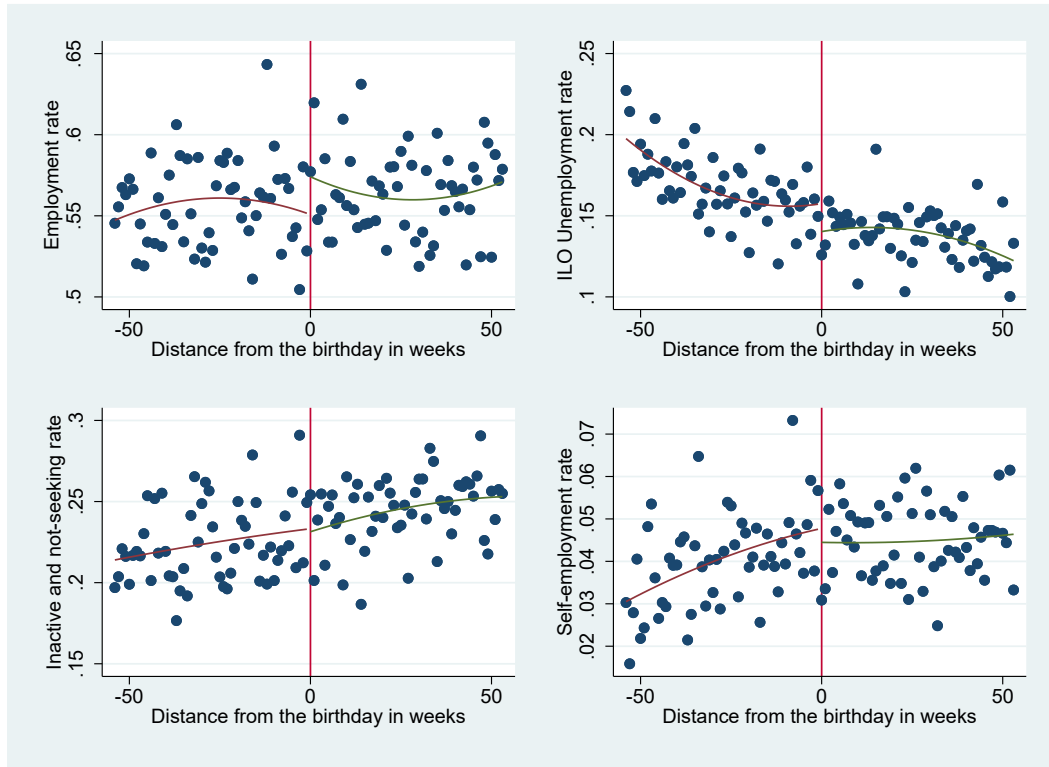 Employment rate
.65
.6
.55
.5
-50 0 50
Distance from the birthday in weeks
ILO Unemployment rate
.25
.2
.15
.1
-50 0 50
Distance from the birthday in weeks
Inactive and not-seeking rate
.3
.25
.2
.15
-50 0 50
Distance from the birthday in weeks
Self-employment rate
.07
.06
.05
.04
.03
.02
-50 0 50
Distance from the birthday in weeks